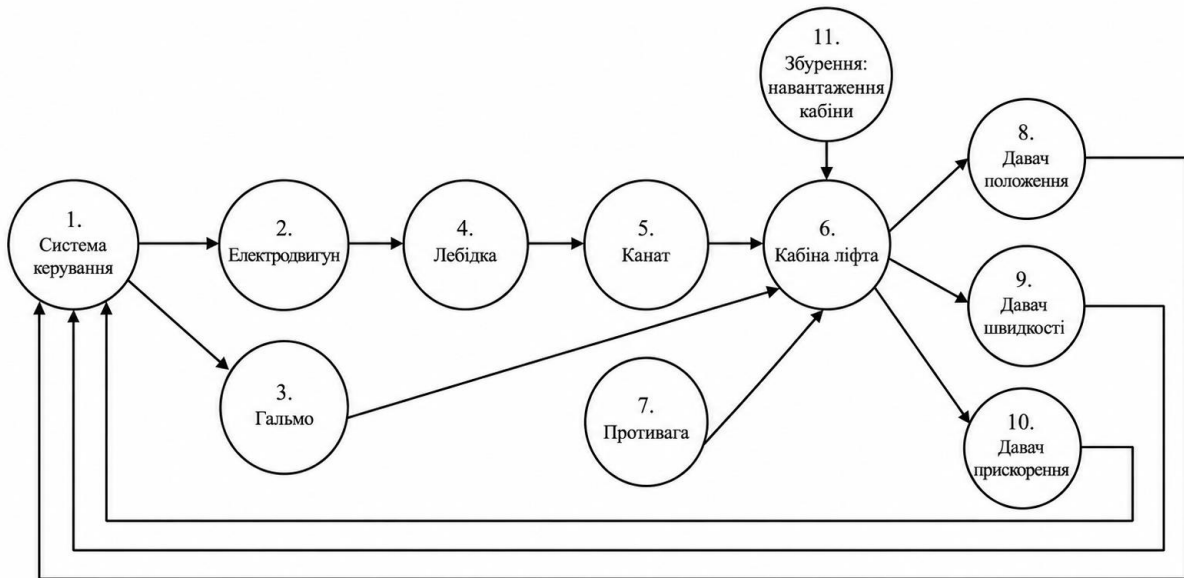 11.
Збурення:
навантаження
кабіни
8.
Давач
положення
1.
Система
керування
2.
Електродвигун
4.
Лебідка
5.
Канат
6.
Кабіна ліфта
9.
Давач
швидкості
3.
Гальмо
7.
Противага
10.
Давач
прискорення